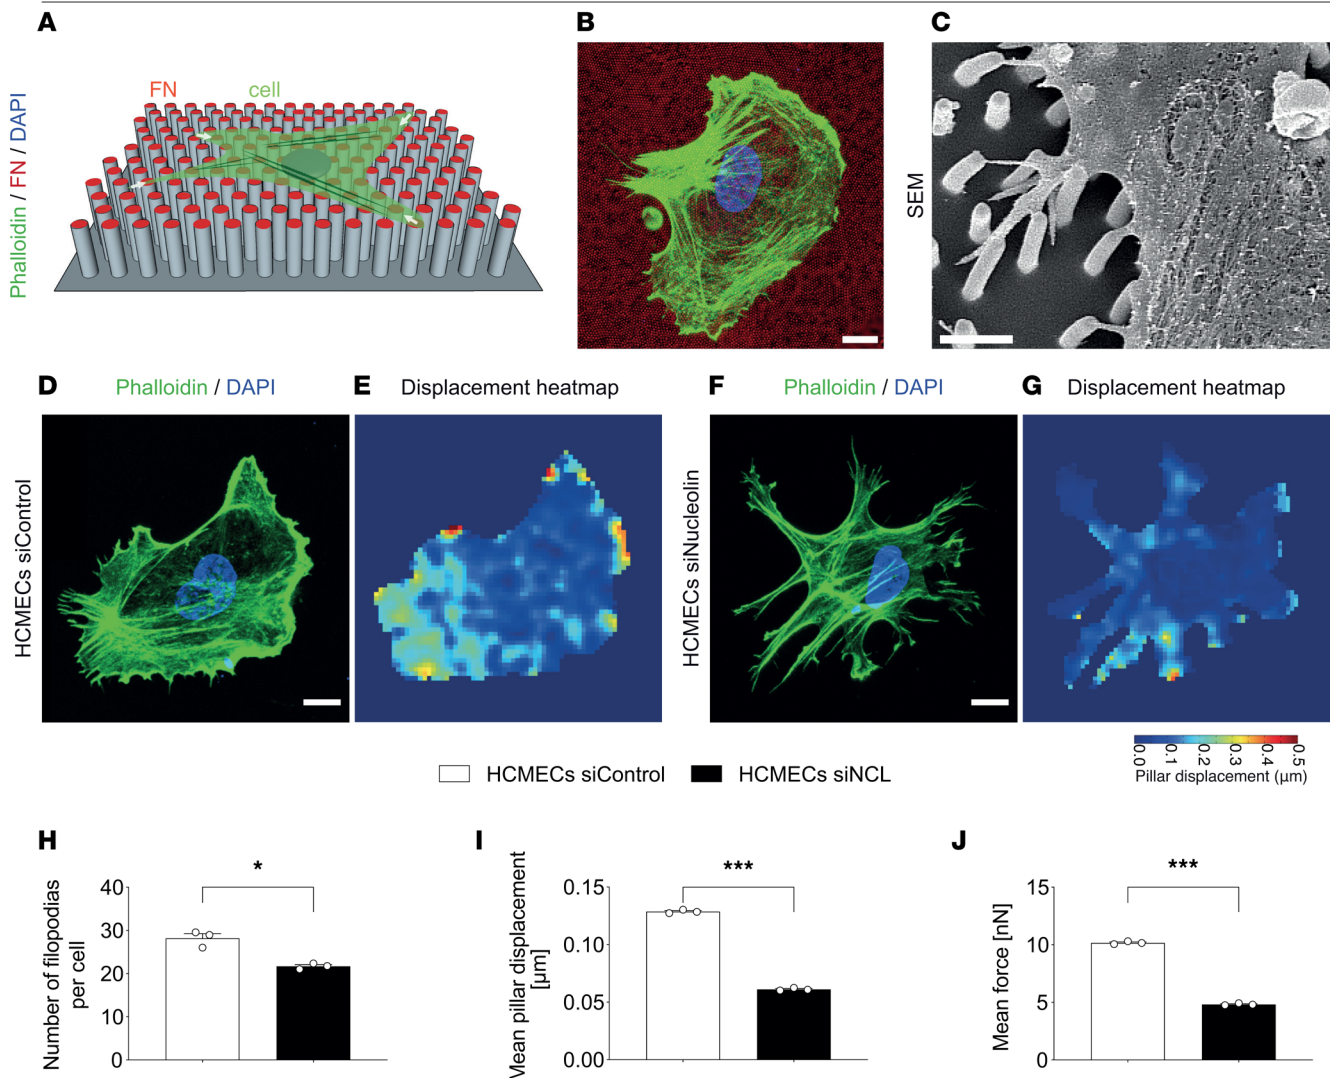 A
B
C
Phalloidin / FN / DAPI
FN
cell
SEM
D
Phalloidin / DAPI
E
Displacement heatmap
F
Phalloidin / DAPI
G
Displacement heatmap
HCMECs siControl
HCMECs siNucleolin
0.0
0.1
0.2
0.3
0.4
0.5
Pillar displacement (µm)
HCMECs siControl
HCMECs siNCL
H
Number of filopodias
per cell
40
30
20
10
0
*
I
Mean pillar displacement
[µm]
0.15
0.10
0.05
0.00
***
J
Mean force [nN]
15
10
5
0
***